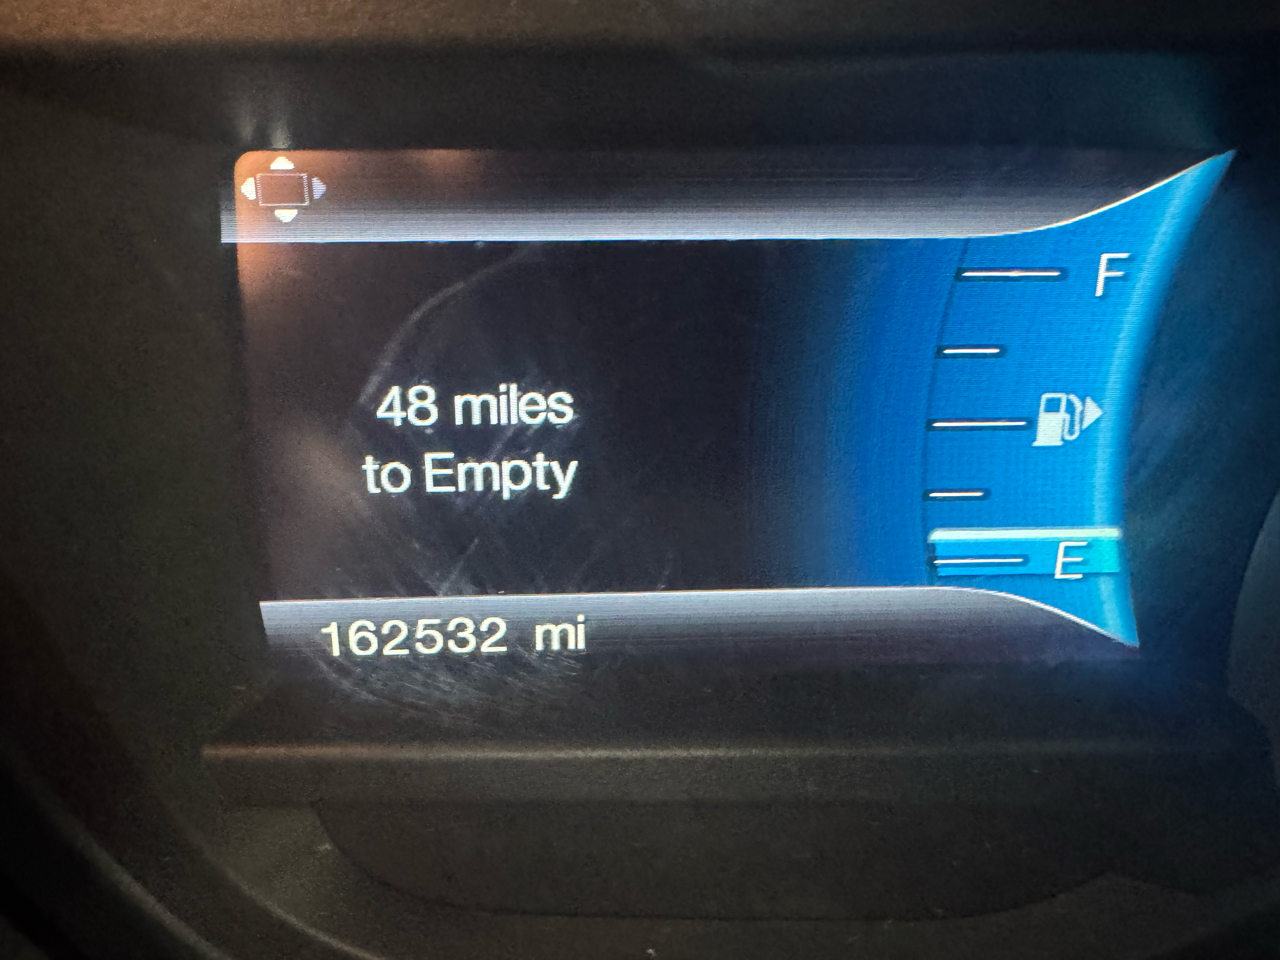 F
48 miles
to Empty
E
162532 mi